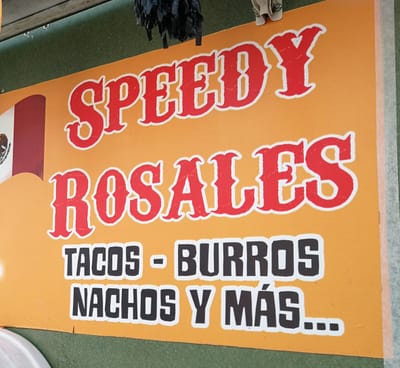 SPEEDY
ROSALES
TACOS - BURROS
NACHOS Y MÁS...